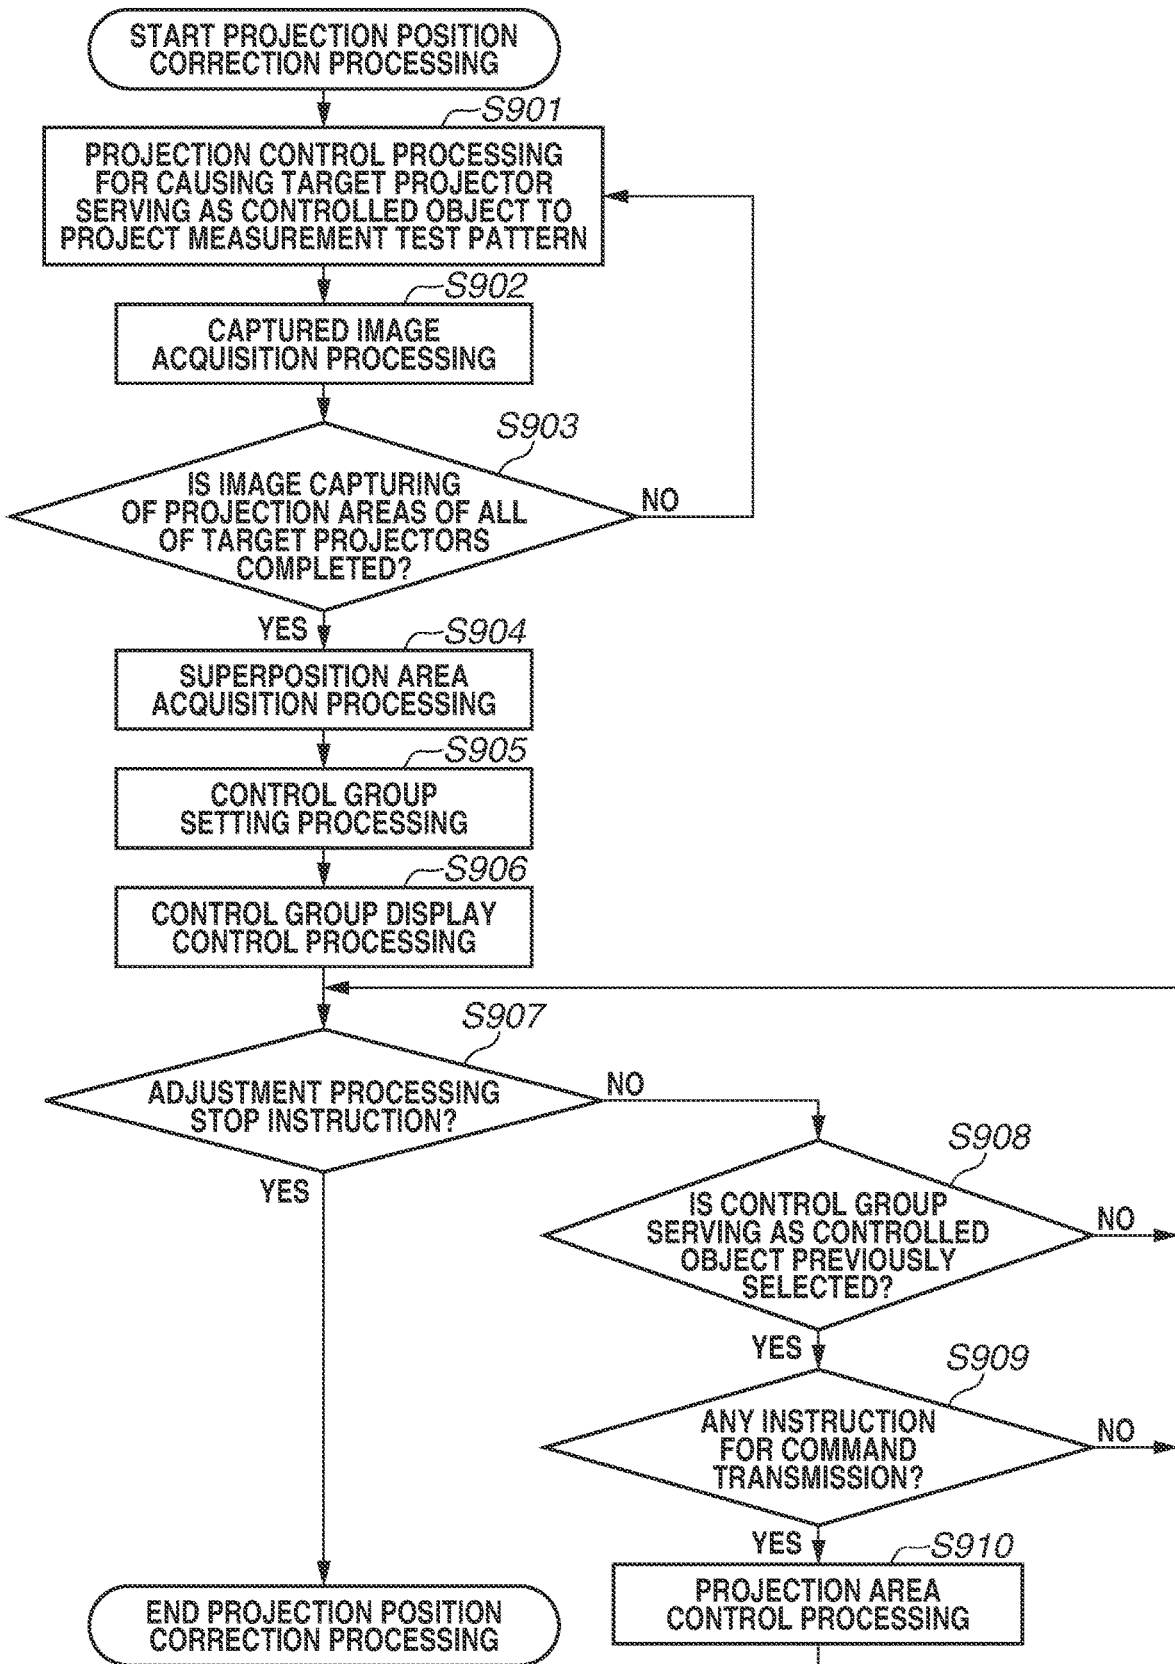 START PROJECTION POSITION
CORRECTION PROCESSING
S901
PROJECTION CONTROL PROCESSING
FOR CAUSING TARGET PROJECTOR
SERVING AS CONTROLLED OBJECT TO
PROJECT MEASUREMENT TEST PATTERN
S902
CAPTURED IMAGE
ACQUISITION PROCESSING
S903
IS IMAGE CAPTURING
OF PROJECTION AREAS OF ALL
OF TARGET PROJECTORS
COMPLETED?
NO
YES
S904
SUPERPOSITION AREA
ACQUISITION PROCESSING
S905
CONTROL GROUP
SETTING PROCESSING
S906
CONTROL GROUP DISPLAY
CONTROL PROCESSING
S907
ADJUSTMENT PROCESSING
STOP INSTRUCTION?
NO
YES
S908
IS CONTROL GROUP
SERVING AS CONTROLLED
OBJECT PREVIOUSLY
SELECTED?
NO
YES
S909
ANY INSTRUCTION
FOR COMMAND
TRANSMISSION?
NO
YES
S910
PROJECTION AREA
CONTROL PROCESSING
END PROJECTION POSITION
CORRECTION PROCESSING